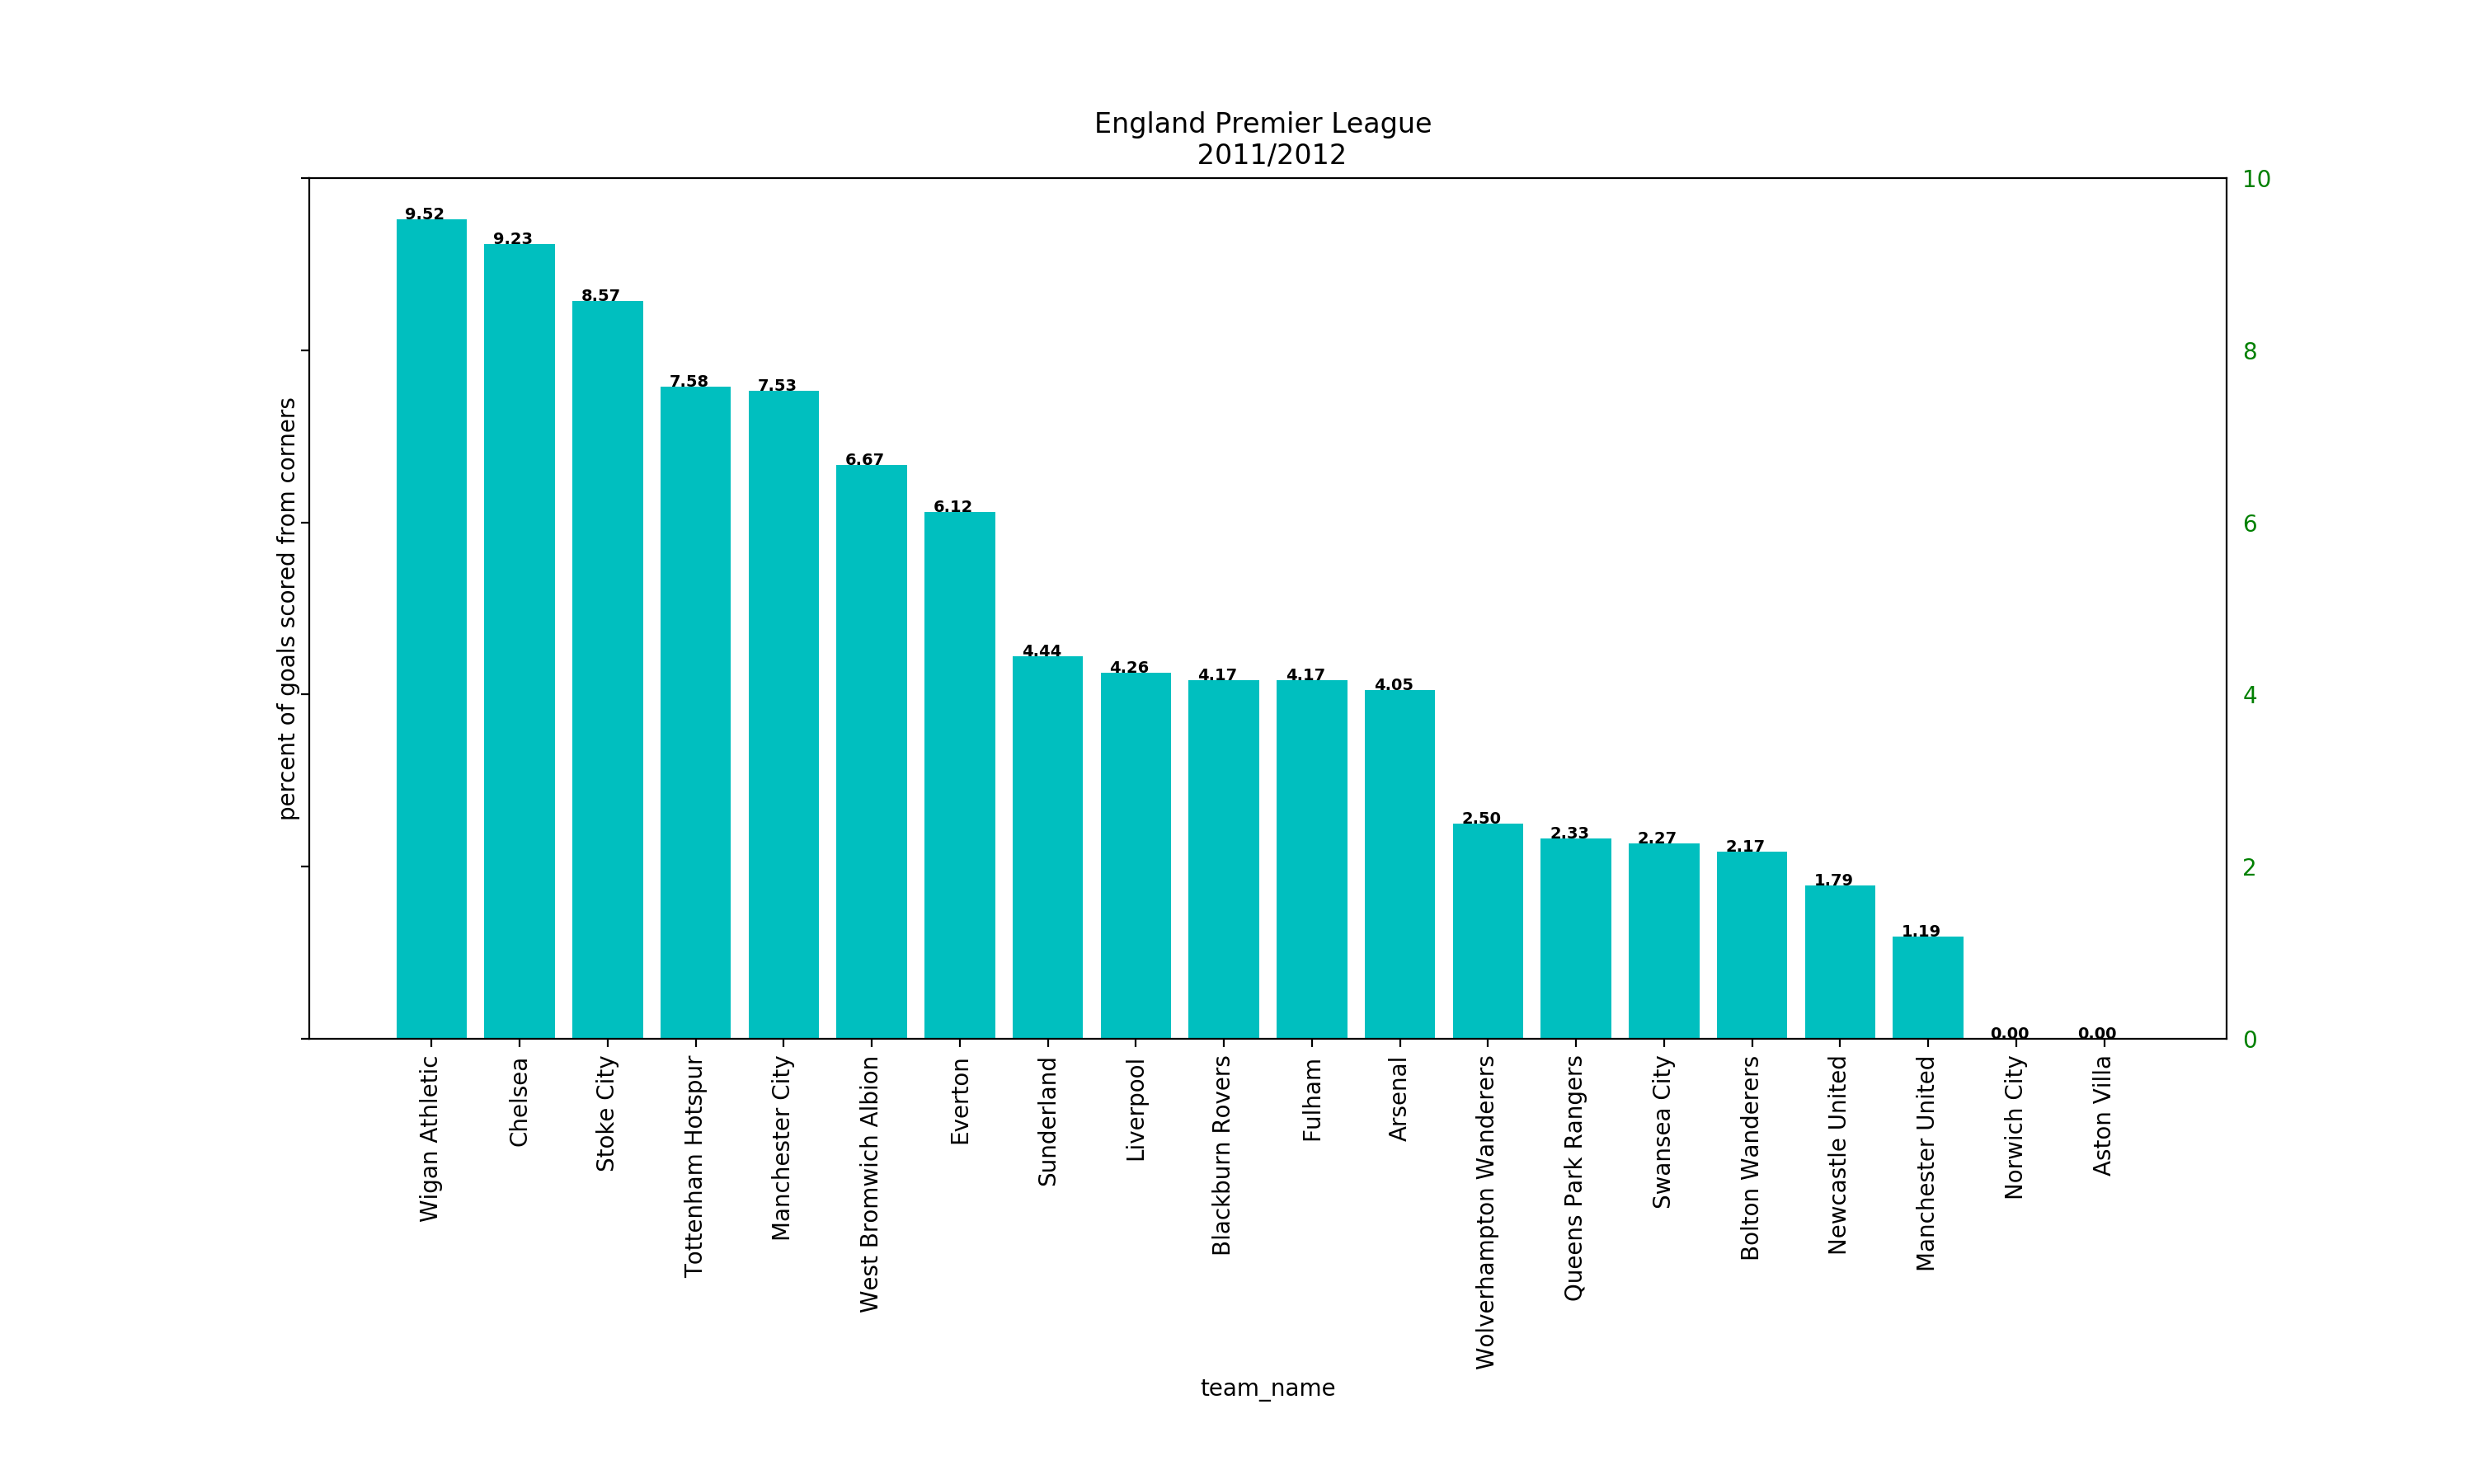 England Premier League
2011/2012
10
8
6
4
2
0
percent of goals scored from corners
9.52
9.23
8.57
7.58
7.53
6.67
6.12
4.44
4.26
4.17
4.17
4.05
2.50
2.33
2.27
2.17
1.79
1.19
0.00
0.00
Wigan Athletic
Chelsea
Stoke City
Tottenham Hotspur
Manchester City
West Bromwich Albion
Everton
Sunderland
Liverpool
Blackburn Rovers
Fulham
Arsenal
Wolverhampton Wanderers
Queens Park Rangers
Swansea City
Bolton Wanderers
Newcastle United
Manchester United
Norwich City
Aston Villa
team_name